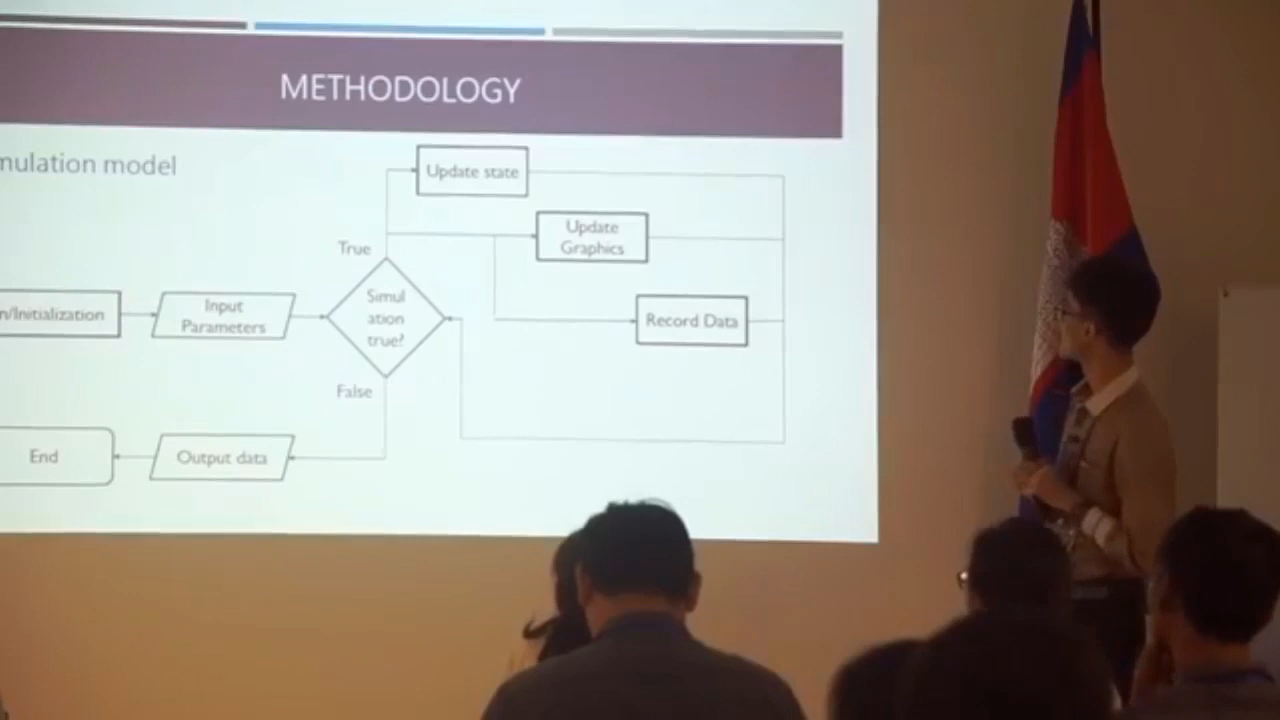 METHODOLOGY
mulation model
Update state
Update
Graphics
True
Simul
ation
true?
Input
Parameters
n/Initialization
Record Data
False
End
Output data